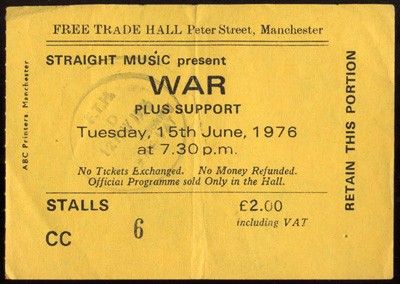 FREE TRADE HALL Peter Street, Manchester
STRAIGHT MUSIC present
WAR
PLUS SUPPORT
Tuesday, 15th June, 1976
at 7.30 p.m.
No Tickets Exchanged. No Money Refunded.
Official Programme sold Only in the Hall.
STALLS £2.00
including VAT
CC 6
ABC Printers, Manchester
RETAIN THIS PORTION